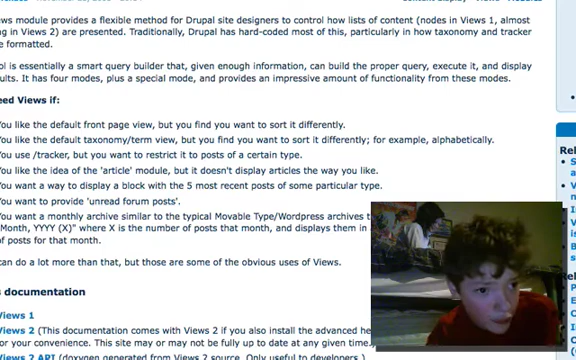 ws module provides a flexible method for Drupal site designers to control how lists of content (nodes in Views 1, almost
in Views 2) are presented. Traditionally, Drupal has hard-coded most of this, particularly in how taxonomy and tracker
e formatted.
ol is essentially a smart query builder that, given enough information, can build the proper query, execute it, and display
ults. It has four modes, plus a special mode, and provides an impressive amount of functionality from these modes.
eed Views if:
You like the default front page view, but you find you want to sort it differently.
You like the default taxonomy/term view, but you find you want to sort it differently; for example, alphabetically.
You use /tracker, but you want to restrict it to posts of a certain type.
You like the idea of the 'article' module, but it doesn't display articles the way you like.
You want a way to display a block with the 5 most recent posts of some particular type.
You want to provide 'unread forum posts'.
You want a monthly archive similar to the typical Movable Type/Wordpress archives
Month, YYYY (X)" where X is the number of posts that month, and displays them in
of posts for that month.
can do a lot more than that, but those are some of the obvious uses of Views.
s documentation
Views 1
Views 2 (This documentation comes with Views 2 if you also install the advanced he
or your convenience. This site may or may not be fully up to date at any given time.
Views 2 API (doxygen generated from Views 2 source. Only useful to developers.)
Rel